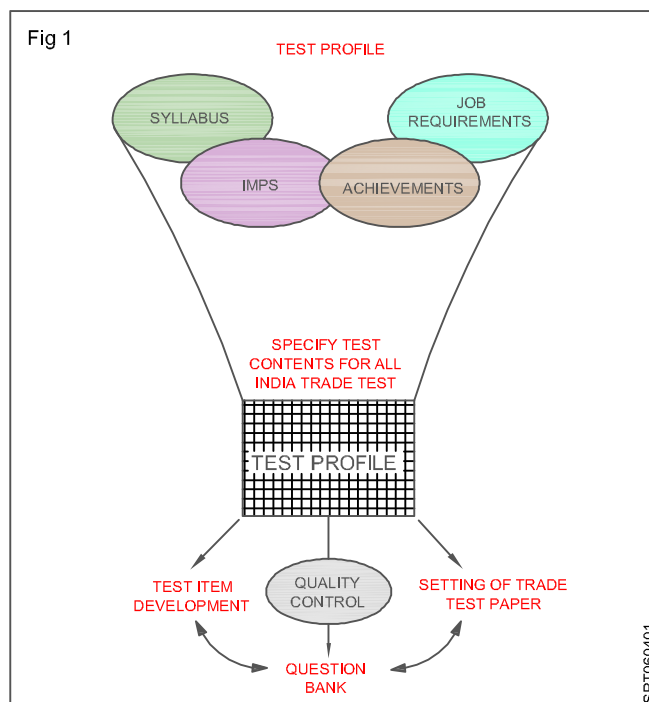 Fig 1
TEST PROFILE
SYLLABUS
JOB
REQUIREMENTS
IMPS
ACHIEVEMENTS
SPECIFY TEST
CONTENTS FOR ALL
INDIA TRADE TEST
TEST PROFILE
TEST ITEM
DEVELOPMENT
QUALITY
CONTROL
SETTING OF TRADE
TEST PAPER
QUESTION
BANK